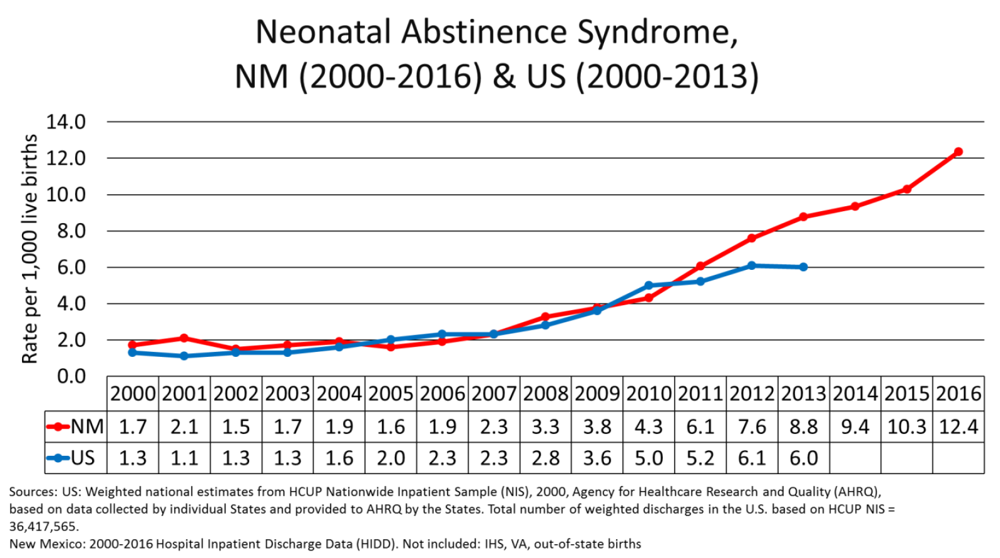 Neonatal Abstinence Syndrome,
NM (2000-2016) & US (2000-2013)
Rate per 1,000 live births
14.0
12.0
10.0
8.0
6.0
4.0
2.0
0.0
2000 2001 2002 2003 2004 2005 2006 2007 2008 2009 2010 2011 2012 2013 2014 2015 2016
NM 1.7 2.1 1.5 1.7 1.9 1.6 1.9 2.3 3.3 3.8 4.3 6.1 7.6 8.8 9.4 10.3 12.4
US 1.3 1.1 1.3 1.3 1.6 2.0 2.3 2.3 2.8 3.6 5.0 5.2 6.1 6.0
Sources: US: Weighted national estimates from HCUP Nationwide Inpatient Sample (NIS), 2000, Agency for Healthcare Research and Quality (AHRQ),
based on data collected by individual States and provided to AHRQ by the States. Total number of weighted discharges in the U.S. based on HCUP NIS =
36,417,565.
New Mexico: 2000-2016 Hospital Inpatient Discharge Data (HIDD). Not included: IHS, VA, out-of-state births